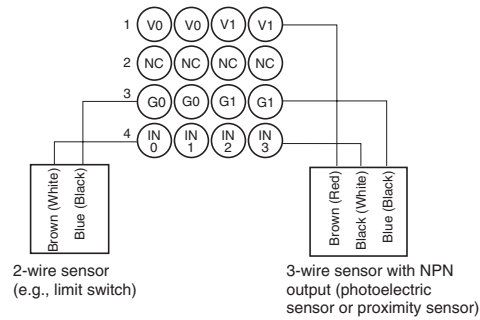 1 V0 V0 V1 V1
2 NC NC NC NC
3 G0 G0 G1 G1
4 IN 0 IN 1 IN 2 IN 3
Brown (White)
Blue (Black)
Brown (Red)
Black (White)
Blue (Black)
2-wire sensor
(e.g., limit switch)
3-wire sensor with NPN
output (photoelectric
sensor or proximity sensor)